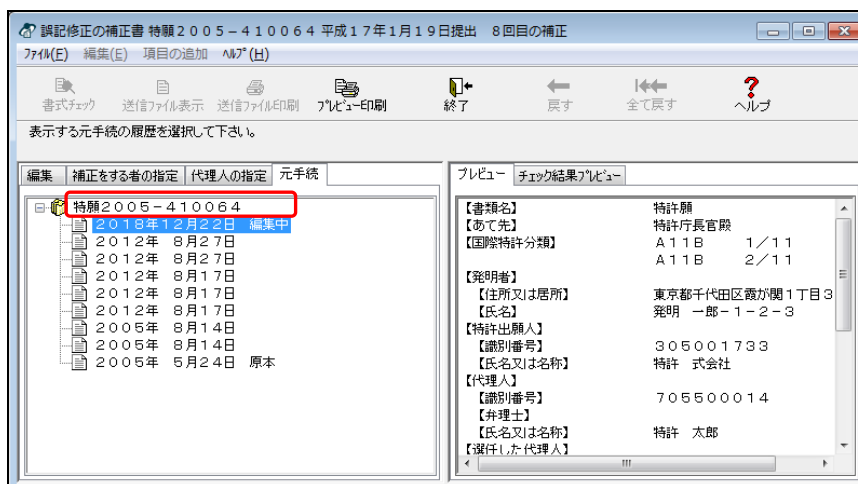 誤記修正の補正書 特願２００５－４１００６４ 平成１７年１月１９日提出　８回目の補正
ﾌｧｲﾙ(F)　編集(E)　項目の追加　ﾍﾙﾌﾟ(H)
書式ﾁｪｯｸ　送信ﾌｧｲﾙ表示　送信ﾌｧｲﾙ印刷　ﾌﾟﾚﾋﾞｭｰ印刷　終了　戻す　全て戻す　ヘルプ
表示する元手続の履歴を選択して下さい。
編集　補正をする者の指定　代理人の指定　元手続
特願２００５－４１００６４
２０１８年１２月２２日　編集中
２０１２年　８月２７日
２０１２年　８月２７日
２０１２年　８月１７日
２０１２年　８月１７日
２０１２年　８月１７日
２００５年　８月１４日
２００５年　８月１４日
２００５年　５月２４日　原本
プレビュー　チェック結果ﾌﾟﾚﾋﾞｭｰ
【書類名】　特許願
【あて先】　特許庁長官殿
【国際特許分類】　Ａ１１Ｂ　　１／１１
Ａ１１Ｂ　　２／１１
【発明者】
【住所又は居所】　東京都千代田区霞が関１丁目３
【氏名】　発明　一郎－１－２－３
【特許出願人】
【識別番号】　３０５００１７３３
【氏名又は名称】　特許　式会社
【代理人】
【識別番号】　７０５５０００１４
【弁理士】
【氏名又は名称】　特許　太郎
【選任した代理人】